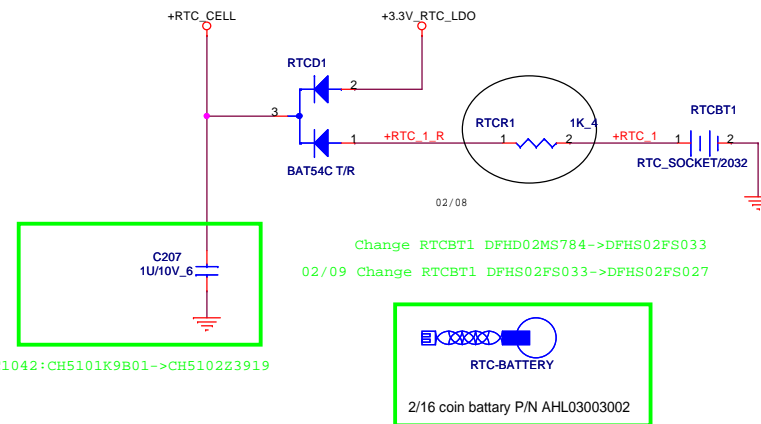 +RTC_CELL
+3.3V_RTC_LDO
RTCD1
2
3
1
+RTC_1_R
BAT54C T/R
RTCR1
1K_4
1
2
+RTC_1
RTCBT1
1
2
RTC_SOCKET/2032
02/08
Change RTCBT1 DFHD02MS784->DFHS02FS033
02/09 Change RTCBT1 DFHS02FS033->DFHS02FS027
C207
1U/10V_6
1042:CH5101K9B01->CH5102Z3919
RTC-BATTERY
2/16 coin battary P/N AHL03003002